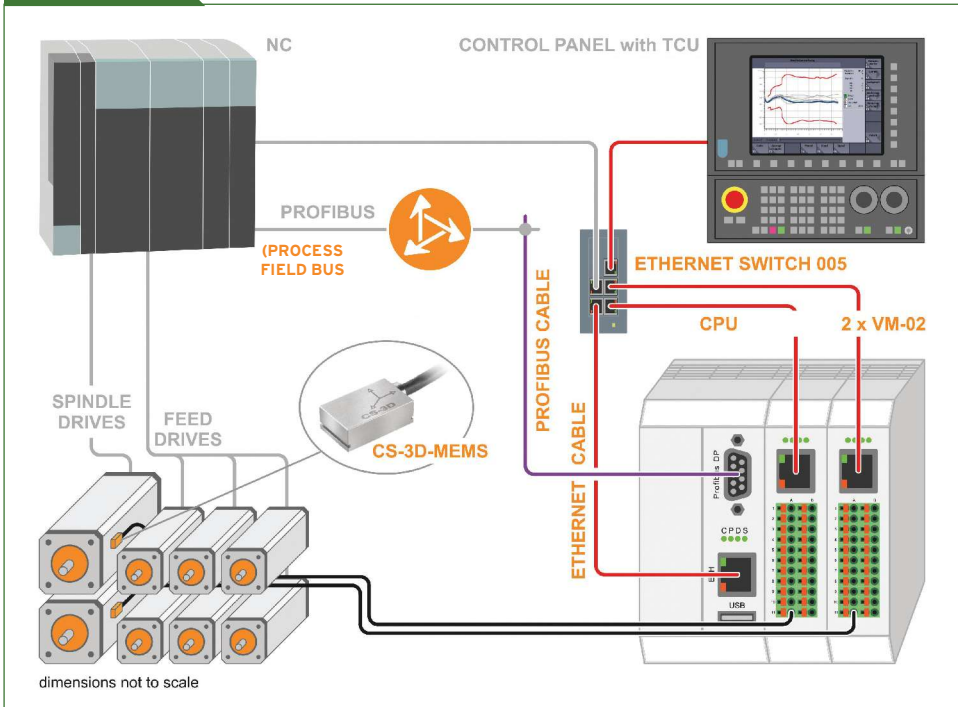 NC
CONTROL PANEL with TCU
PROFIBUS
(PROCESS
FIELD BUS
ETHERNET SWITCH 005
CPU
2 x VM-02
PROFIBUS CABLE
ETHERNET CABLE
SPINDLE
DRIVES
FEED
DRIVES
CS-3D
CS-3D-MEMS
Profibus DP
C P D S
ETH
USB
A B
A B
dimensions not to scale